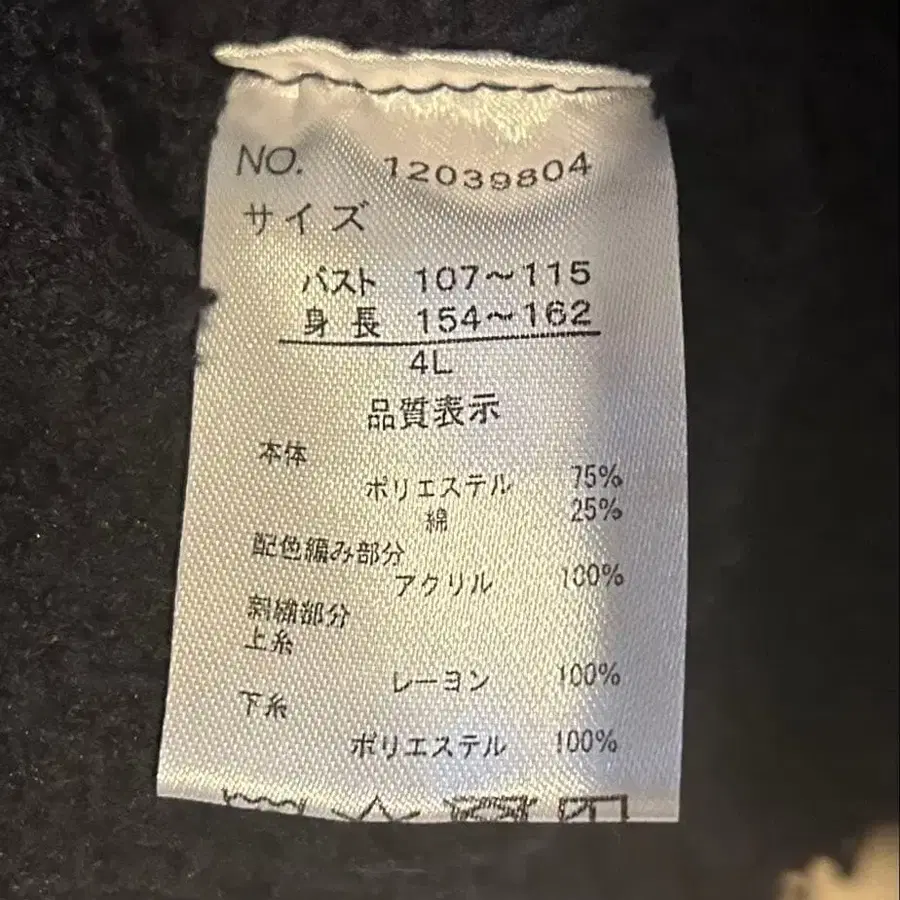 NO. 12039804
サイズ
バスト 107～115
身長 154～162
4L
品質表示
本体
ポリエステル 75%
綿 25%
配色編み部分
アクリル 100%
刺繍部分
上糸
レーヨン 100%
下糸
ポリエステル 100%